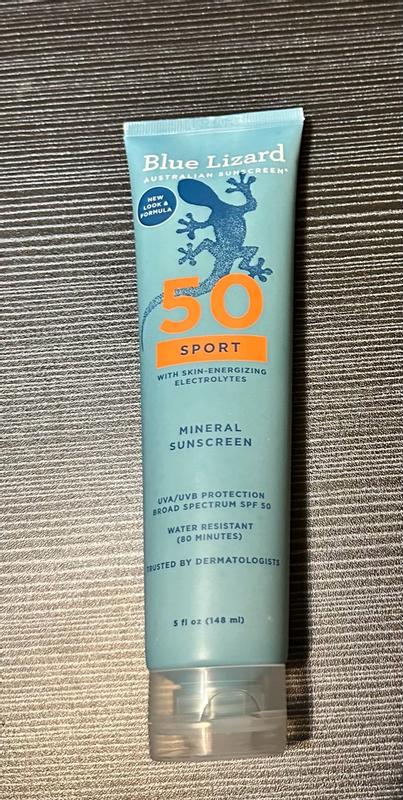 Blue Lizard
AUSTRALIAN SUNSCREEN®
NEW
LOOK &
FORMULA
50
SPORT
WITH SKIN-ENERGIZING
ELECTROLYTES
MINERAL
SUNSCREEN
UVA/UVB PROTECTION
BROAD SPECTRUM SPF 50
WATER RESISTANT
(80 MINUTES)
TRUSTED BY DERMATOLOGISTS
5 fl oz (148 ml)